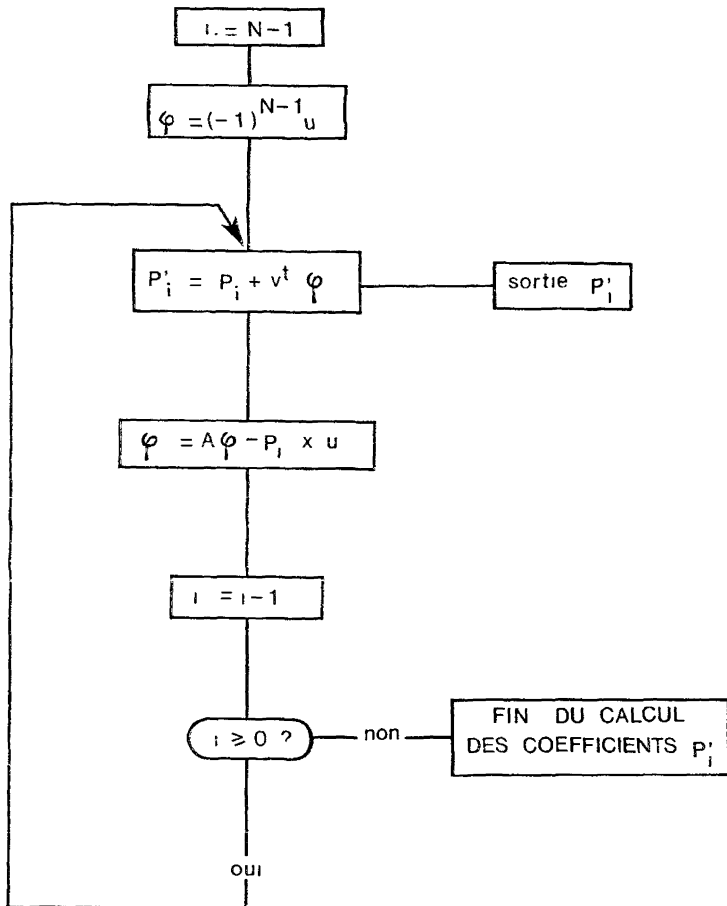 i = N-1
φ = (-1)^{N-1} u
P'_i = P_i + v^t φ
sortie P'_i
φ = Aφ - P_i x u
i = i-1
i ≥ 0 ?
non
FIN DU CALCUL
DES COEFFICIENTS P'_i
oui